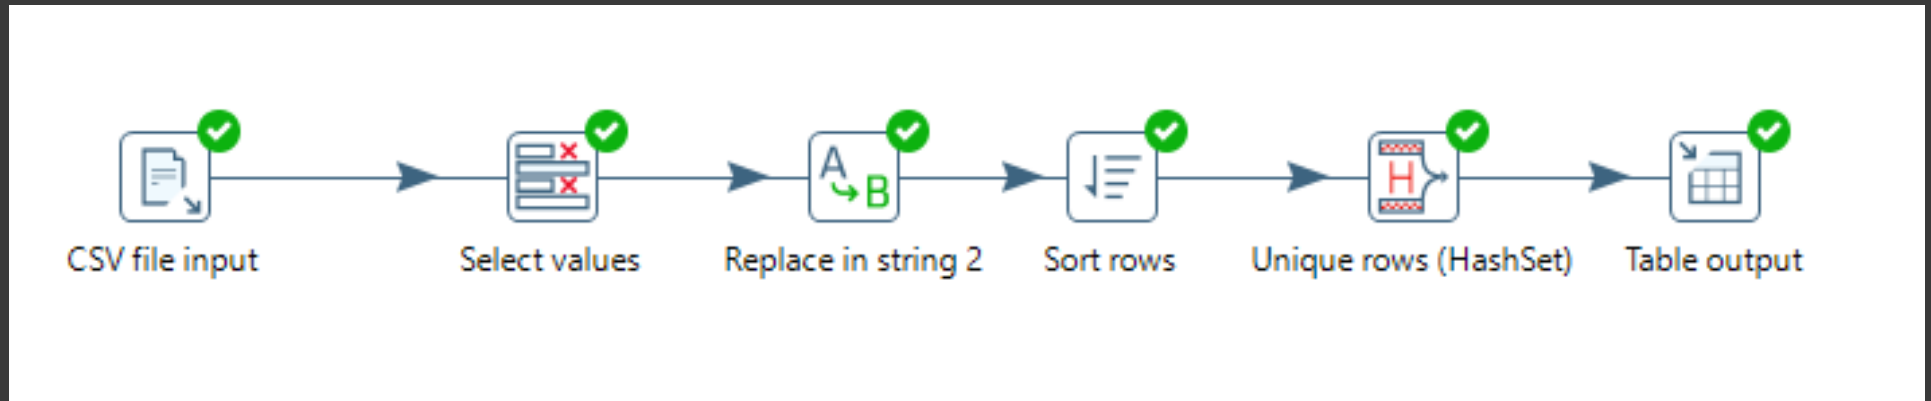 A
B
H
CSV file input
Select values
Replace in string 2
Sort rows
Unique rows (HashSet)
Table output